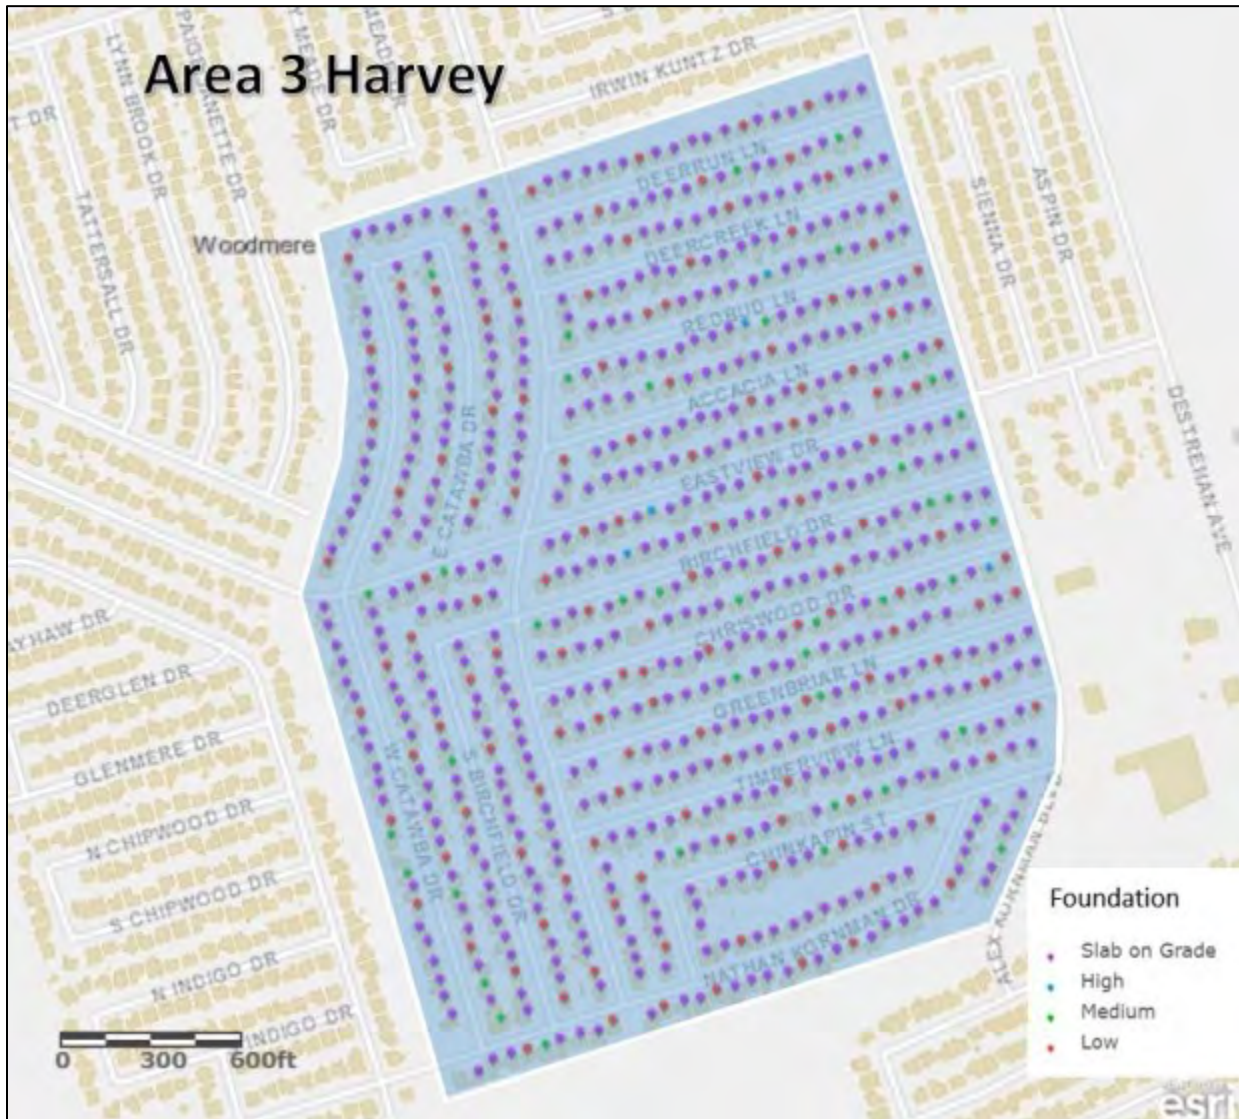 Area 3 Harvey
LYNN BROOK DR
MEADE DR
IRWIN KUNTZ DR
TATTERSALL DR
Woodmere
DEERRUN LN
DEERCREEK LN
SIENNA DR
ASPIN DR
REDBUD LN
ACCACIA LN
E CATAWBA DR
EASTVIEW DR
DESTREHAN AVE
BIRCHFIELD DR
CHRISWOOD DR
DEERGLEN DR
GREENBRIAR LN
GLENMERE DR
W CATAWBA DR
S BIRCHFIELD DR
TIMBERVIEW LN
N CHIPWOOD DR
CHINKAPIN ST
S CHIPWOOD DR
NATHAN KORNMAN DR
N INDIGO DR
INDIGO DR
0 300 600ft
Foundation
Slab on Grade
High
Medium
Low
esri